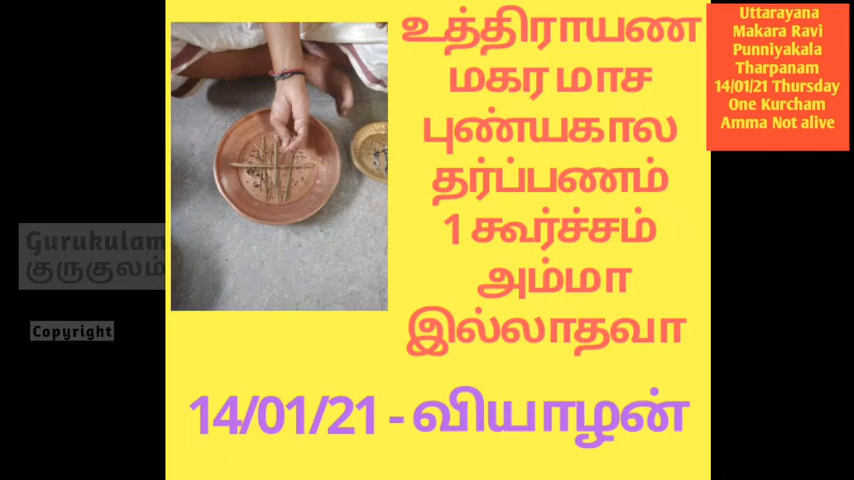 உத்திராயண
மகர மாச
புண்யகால
தர்ப்பணம்
1 கூர்ச்சம்
அம்மா
இல்லாதவா
14/01/21 - வியாழன்
Uttarayana
Makara Ravi
Punniyakala
Tharpanam
14/01/21 Thursday
One Kurcham
Amma Not alive
Gurukulam
குருகுலம்
Copyright